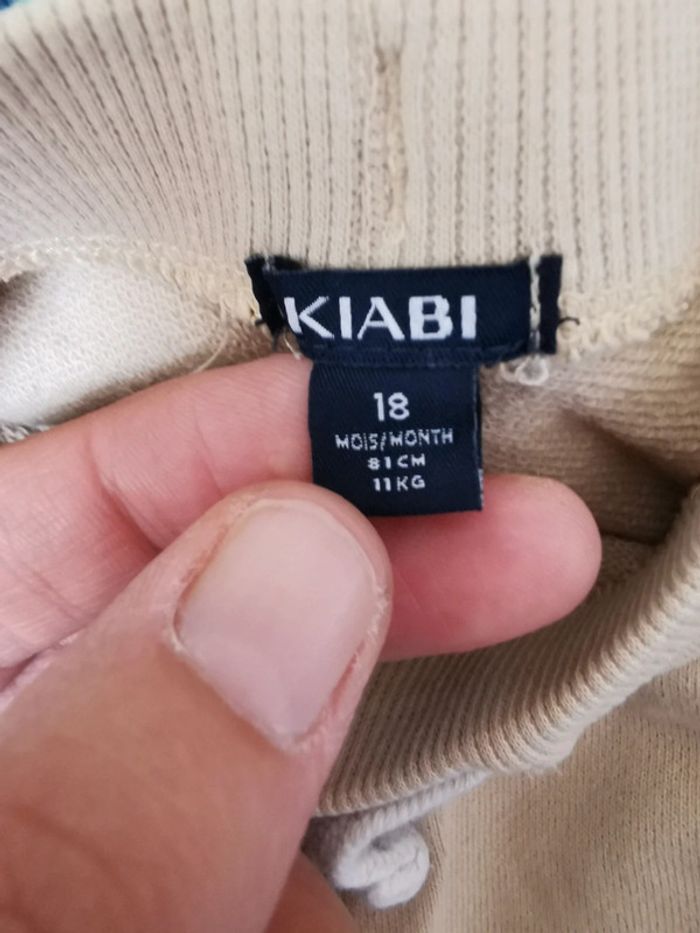 KIABI
18
MOIS/MONTH
81CM
11KG